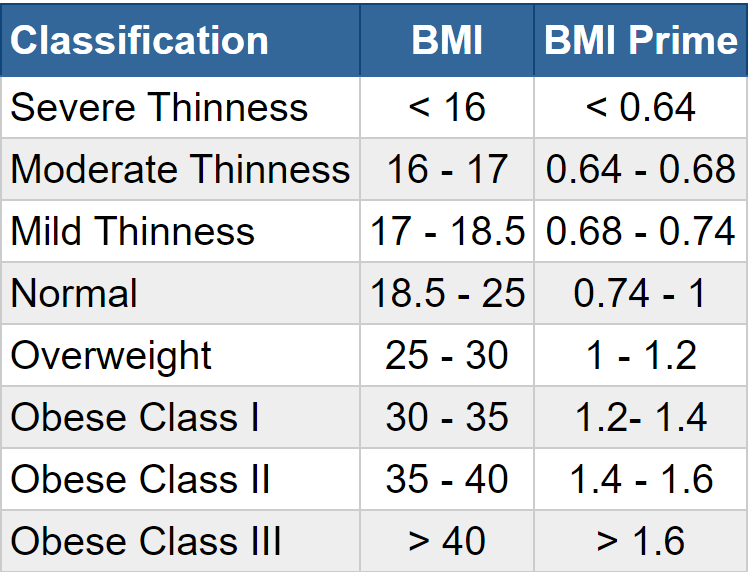 Classification BMI BMI Prime
Severe Thinness < 16 < 0.64
Moderate Thinness 16 - 17 0.64 - 0.68
Mild Thinness 17 - 18.5 0.68 - 0.74
Normal 18.5 - 25 0.74 - 1
Overweight 25 - 30 1 - 1.2
Obese Class I 30 - 35 1.2- 1.4
Obese Class II 35 - 40 1.4 - 1.6
Obese Class III > 40 > 1.6